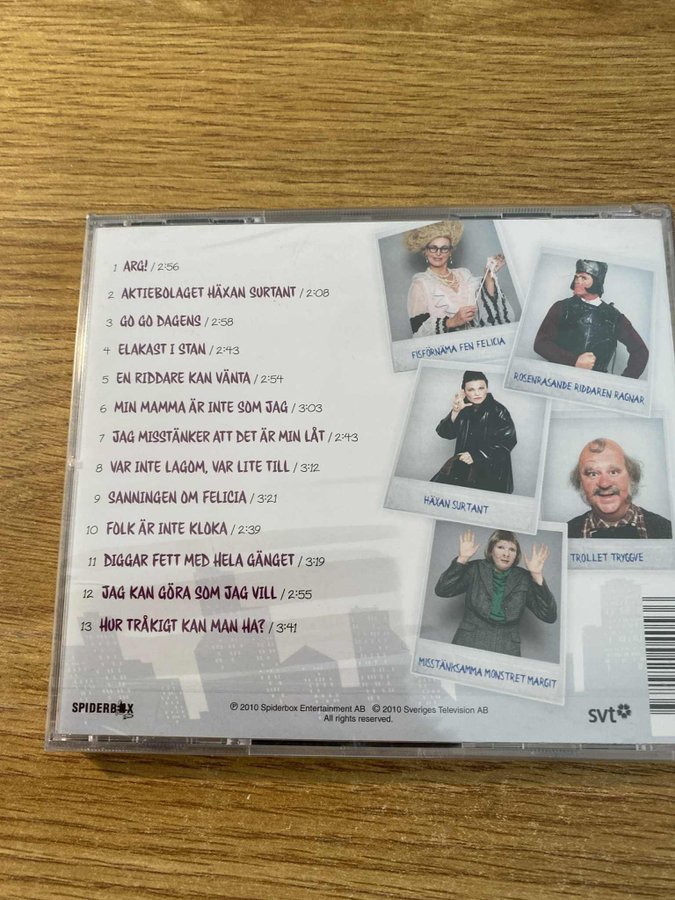 1 ARG! / 2:56
2 AKTIEBOLAGET HÄXAN SURTANT / 2:08
3 GO GO DAGENS / 2:58
4 ELAKAST I STAN / 2:43
5 EN RIDDARE KAN VÄNTA / 2:54
6 MIN MAMMA ÄR INTE SOM JAG / 3:03
7 JAG MISSTÄNKER ATT DET ÄR MIN LÅT / 2:43
8 VAR INTE LAGOM, VAR LITE TILL / 3:12
9 SANNINGEN OM FELICIA / 3:21
10 FOLK ÄR INTE KLOKA / 2:39
11 DIGGAR FETT MED HELA GÄNGET / 3:19
12 JAG KAN GÖRA SOM JAG VILL / 2:55
13 HUR TRÅKIGT KAN MAN HA? / 3:41
FISFÖRNÄMA FEN FELICIA
ROSENRASANDE RIDDAREN RAGNAR
HÄXAN SURTANT
TROLLET TRYGGVE
MISSTÄNKSAMMA MONSTRET MARGIT
SPIDERBOX
℗ 2010 Spiderbox Entertainment AB © 2010 Sveriges Television AB
All rights reserved.
svt